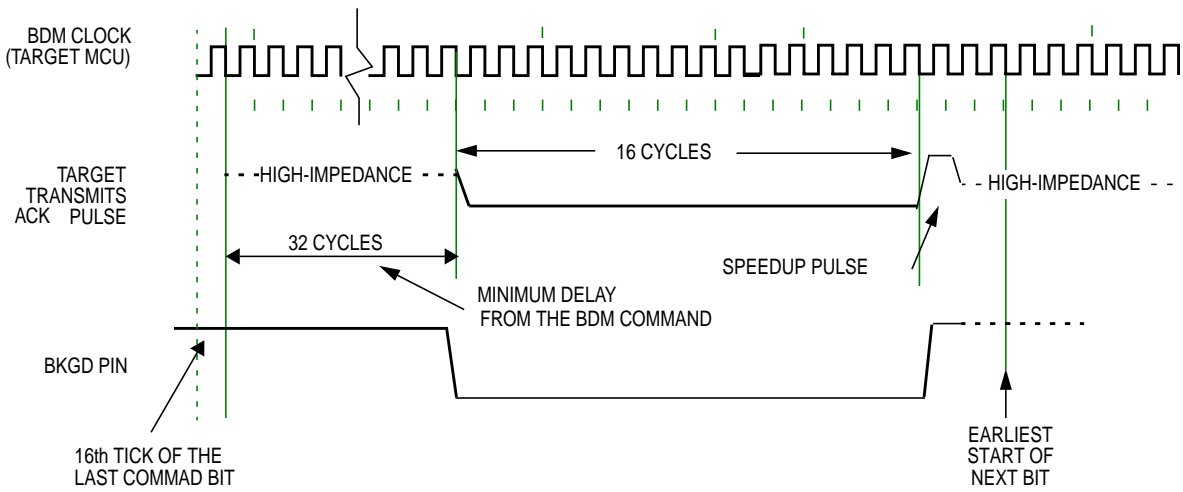 BDM CLOCK
(TARGET MCU)
16 CYCLES
TARGET
TRANSMITS
ACK PULSE
HIGH-IMPEDANCE
HIGH-IMPEDANCE
32 CYCLES
SPEEDUP PULSE
MINIMUM DELAY
FROM THE BDM COMMAND
BKGD PIN
16th TICK OF THE
LAST COMMAD BIT
EARLIEST
START OF
NEXT BIT